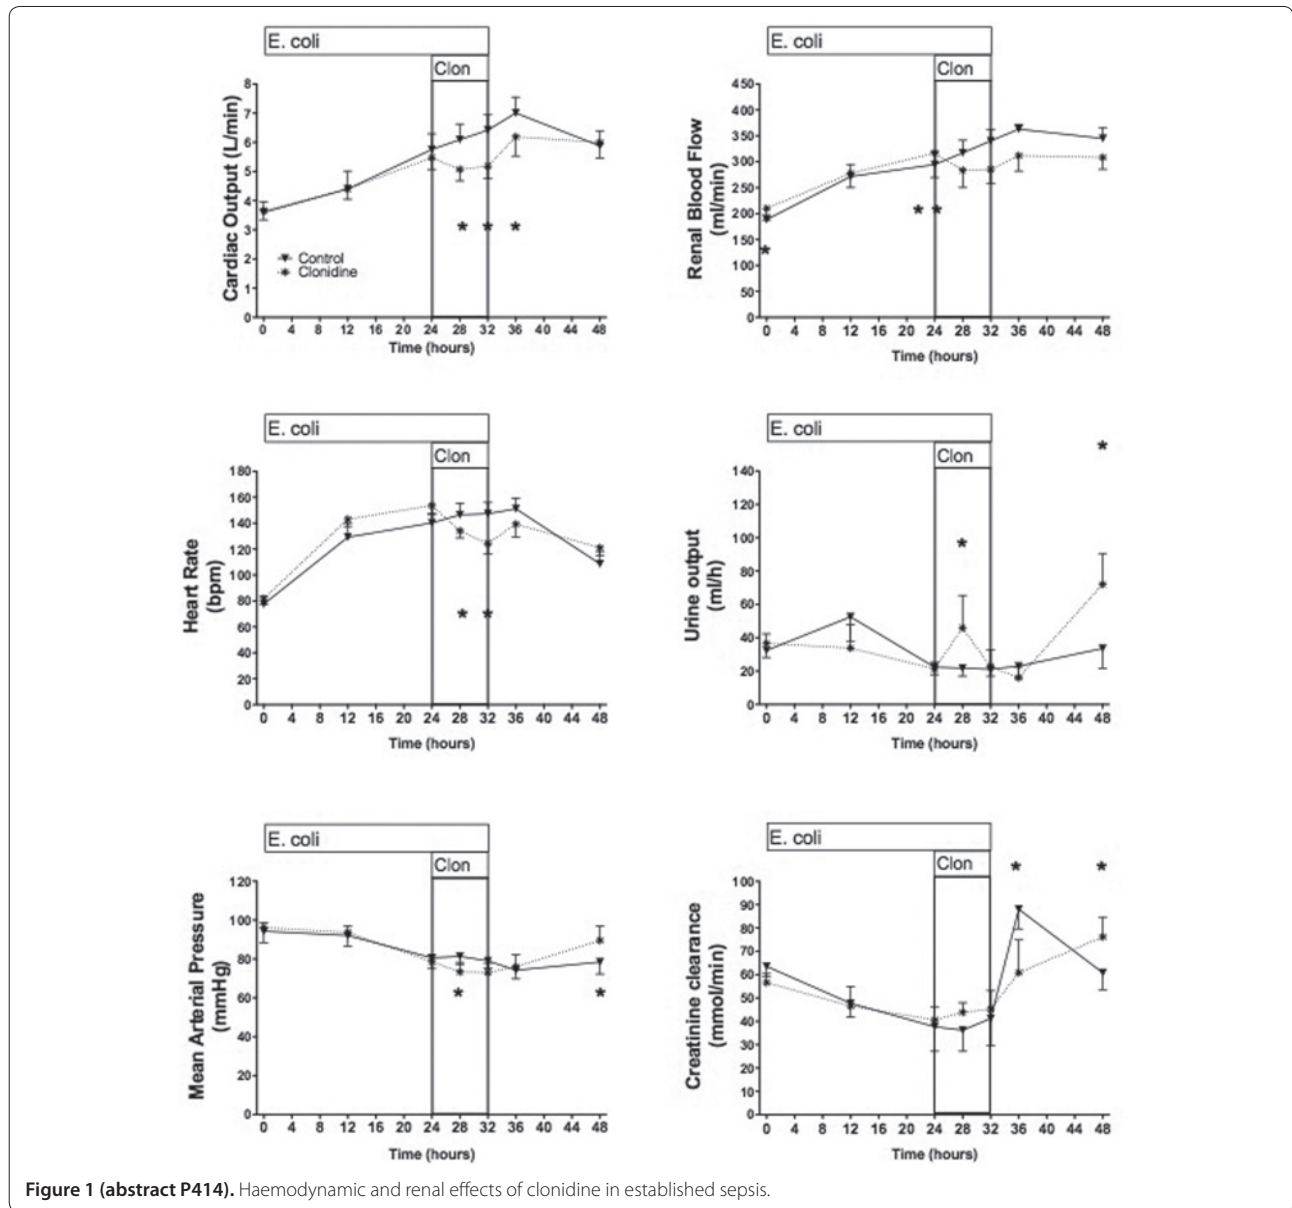 E. coli
Clon
Cardiac Output (L/min)
8
7
6
5
4
3
2
1
0
* * *
Control
Clonidine
0 4 8 12 16 20 24 28 32 36 40 44 48
Time (hours)
E. coli
Clon
Renal Blood Flow
(ml/min)
450
400
350
300
250
200
150
100
50
0
* *
*
0 4 8 12 16 20 24 28 32 36 40 44 48
Time (hours)
E. coli
Clon
Heart Rate
(bpm)
180
160
140
120
100
80
60
40
20
0
* *
0 4 8 12 16 20 24 28 32 36 40 44 48
Time (hours)
E. coli
Clon
*
Urine output
(ml/h)
140
120
100
80
60
40
20
0
*
0 4 8 12 16 20 24 28 32 36 40 44 48
Time (hours)
E. coli
Clon
Mean Arterial Pressure
(mmHg)
120
100
80
60
40
20
0
* *
0 4 8 12 16 20 24 28 32 36 40 44 48
Time (hours)
E. coli
Clon
* *
Creatinine clearance
(mmol/min)
100
90
80
70
60
50
40
30
20
10
0
0 4 8 12 16 20 24 28 32 36 40 44 48
Time (hours)
Figure 1 (abstract P414). Haemodynamic and renal effects of clonidine in established sepsis.